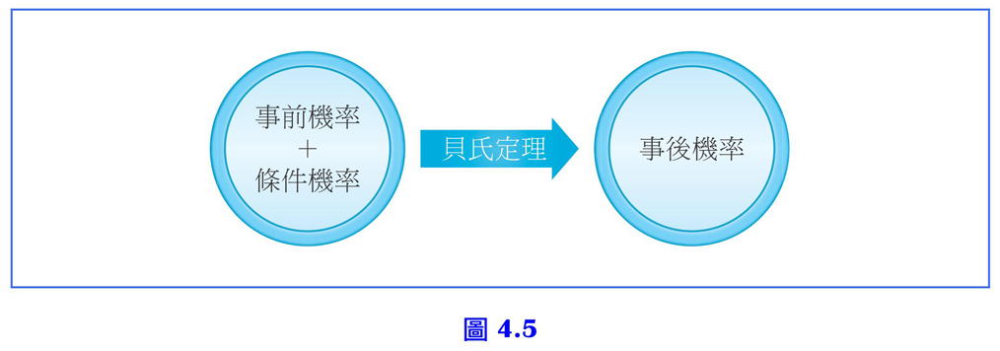 事前機率
+
條件機率
貝氏定理
事後機率
圖 4.5